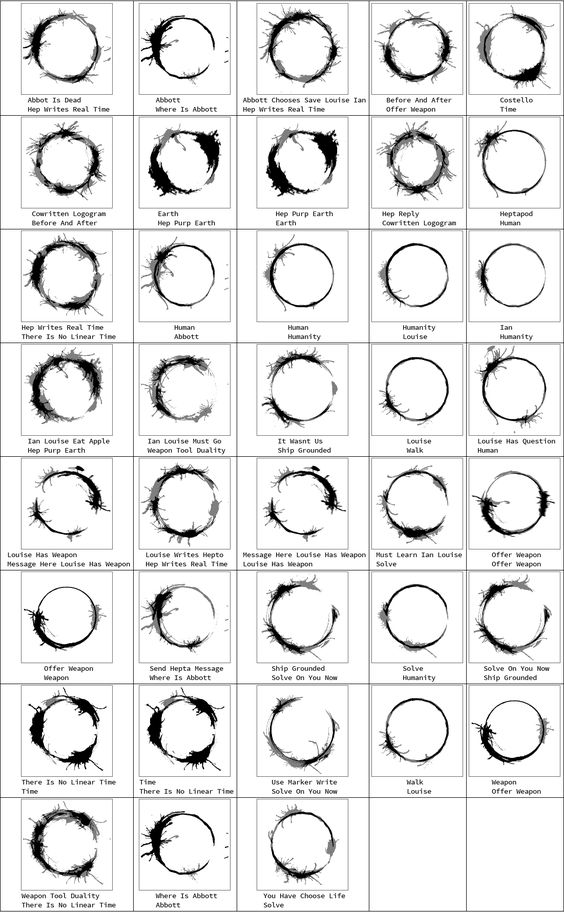 Abbot Is Dead
Hep Writes Real Time
Abbott
Where Is Abbott
Abbott Chooses Save Louise Ian
Hep Writes Real Time
Before And After
Offer Weapon
Costello
Time
Cowritten Logogram
Before And After
Earth
Hep Purp Earth
Hep Purp Earth
Earth
Hep Reply
Cowritten Logogram
Heptapod
Human
Hep Writes Real Time
There Is No Linear Time
Human
Abbott
Human
Humanity
Humanity
Louise
Ian
Humanity
Ian Louise Eat Apple
Hep Purp Earth
Ian Louise Must Go
Weapon Tool Duality
It Wasnt Us
Ship Grounded
Louise
Walk
Louise Has Question
Human
Louise Has Weapon
Message Here Louise Has Weapon
Louise Writes Hepto
Hep Writes Real Time
Message Here Louise Has Weapon
Louise Has Weapon
Must Learn Ian Louise
Solve
Offer Weapon
Offer Weapon
Offer Weapon
Weapon
Send Hepta Message
Where Is Abbott
Ship Grounded
Solve On You Now
Solve
Humanity
Solve On You Now
Ship Grounded
There Is No Linear Time
Time
Time
There Is No Linear Time
Use Marker Write
Solve On You Now
Walk
Louise
Weapon
Offer Weapon
Weapon Tool Duality
There Is No Linear Time
Where Is Abbott
Abbott
You Have Choose Life
Solve